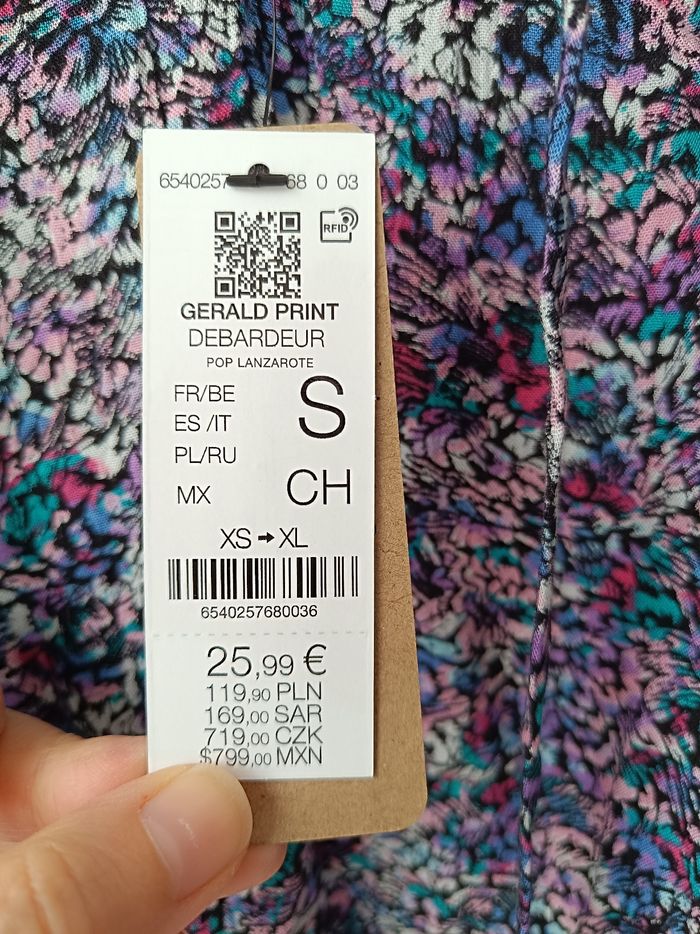 6540257 68 0 03
RFID
GERALD PRINT
DEBARDEUR
POP LANZAROTE
FR/BE
ES /IT
PL/RU
S
MX
CH
XS➞XL
6540257680036
25,99 €
119,90 PLN
169,00 SAR
719,00 CZK
$799,00 MXN